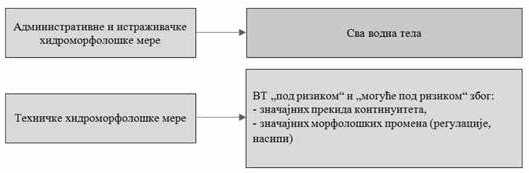 Административне и истраживачке
хидроморфолошке мере
Сва водна тела
Техничке хидроморфолошке мере
ВТ „под ризиком“ и „могуће под ризиком“ због:
- значајних прекида континуитета,
- значајних морфолошких промена (регулације,
насипи)